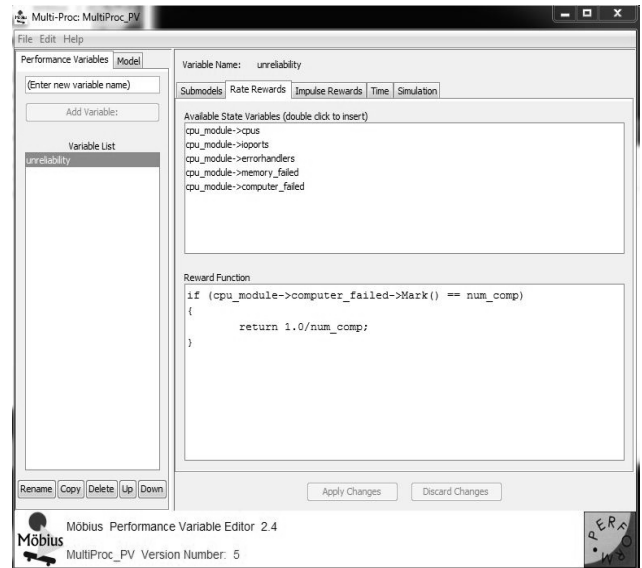 Multi-Proc: MultiProc_PV
File Edit Help
Performance Variables Model
(Enter new variable name)
Add Variable:
Variable List
unreliability
Rename Copy Delete Up Down
Variable Name: unreliability
Submodels Rate Rewards Impulse Rewards Time Simulation
Available State Variables (double click to insert)
cpu_module->cpus
cpu_module->ioports
cpu_module->errorhandlers
cpu_module->memory_failed
cpu_module->computer_failed
Reward Function
if (cpu_module->computer_failed->Mark() == num_comp)
{
return 1.0/num_comp;
}
Apply Changes Discard Changes
Möbius
Möbius Performance Variable Editor 2.4
MultiProc_PV Version Number: 5
PERFORM